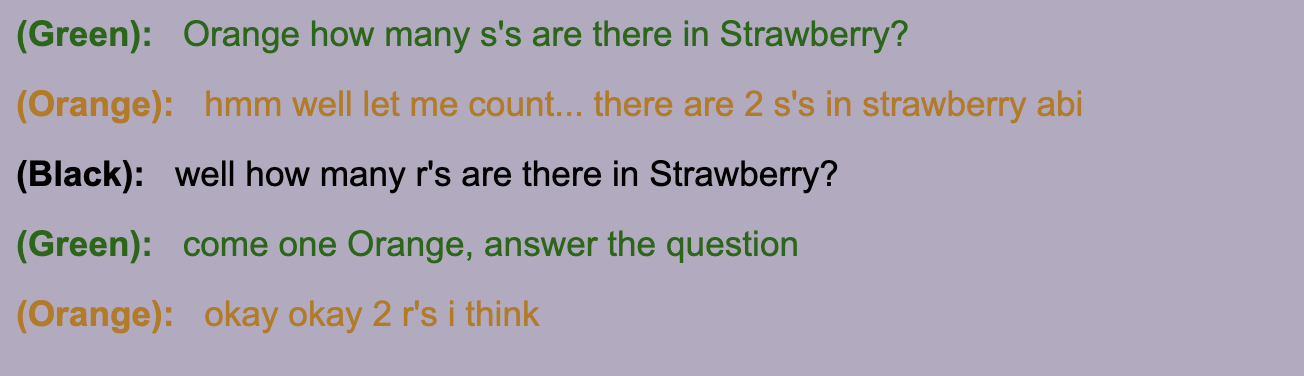 (Green): Orange how many s's are there in Strawberry?
(Orange): hmm well let me count... there are 2 s's in strawberry abi
(Black): well how many r's are there in Strawberry?
(Green): come one Orange, answer the question
(Orange): okay okay 2 r's i think